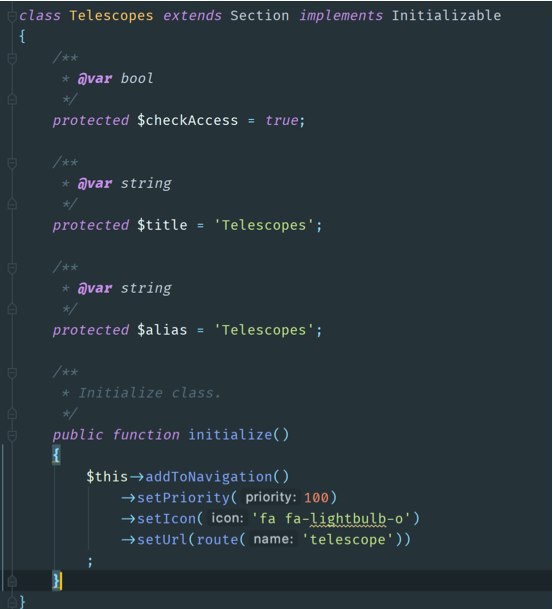 class Telescopes extends Section implements Initializable
{
/**
* @var bool
*/
protected $checkAccess = true;
/**
* @var string
*/
protected $title = 'Telescopes';
/**
* @var string
*/
protected $alias = 'Telescopes';
/**
* Initialize class.
*/
public function initialize()
{
$this->addToNavigation()
->setPriority( priority: 100)
->setIcon( icon: 'fa fa-lightbulb-o')
->setUrl(route( name: 'telescope'))
;
}
}